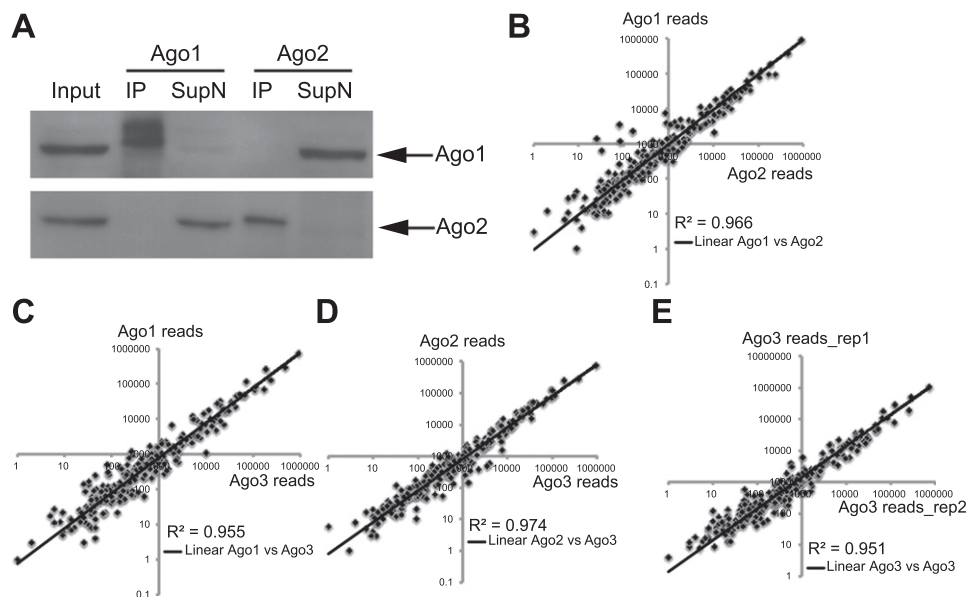 A
Ago1 Ago2
Input IP SupN IP SupN
Ago1
Ago2
B
Ago1 reads
1000000
100000
10000
1000
1 10 100 10000 1000000
Ago2 reads
100
10
R² = 0.966
Linear Ago1 vs Ago2
1
0.1
C
Ago1 reads
1000000
100000
10000
1000
1 10 100 10000 1000000
Ago3 reads
100
10
R² = 0.955
Linear Ago1 vs Ago3
1
0.1
D
Ago2 reads
1000000
100000
10000
1000
1 10 100 10000 100000 1000000
Ago3 reads
100
10
R² = 0.974
Linear Ago2 vs Ago3
1
0.1
E
Ago3 reads_rep1
10000000
1000000
100000
10000
1000
1 10 100 1000 10000 100000 1000000
Ago3 reads_rep2
100
10
R² = 0.951
Linear Ago3 vs Ago3
1